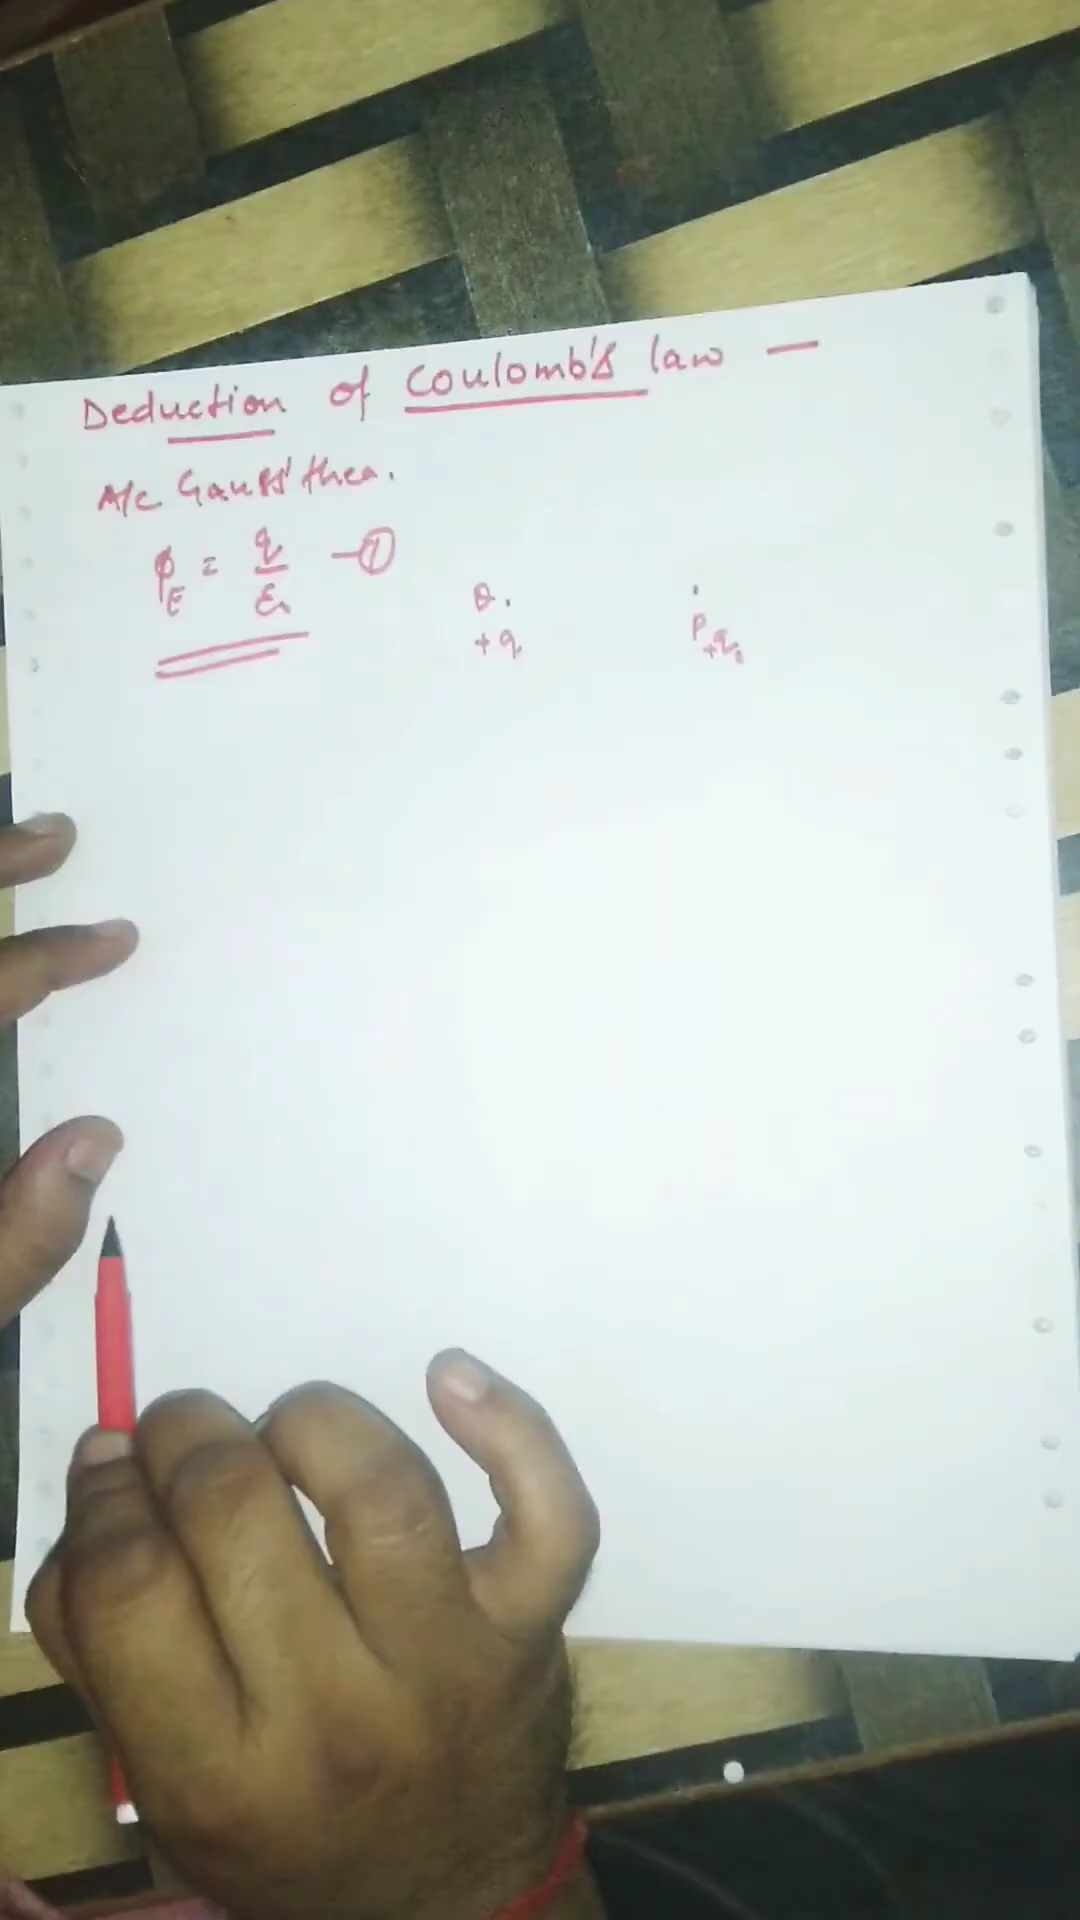 Deduction of Coulomb's law —
A/c Gauss' theo.
ϕE = q/ε₀ —①
O. . P
+q +q₀